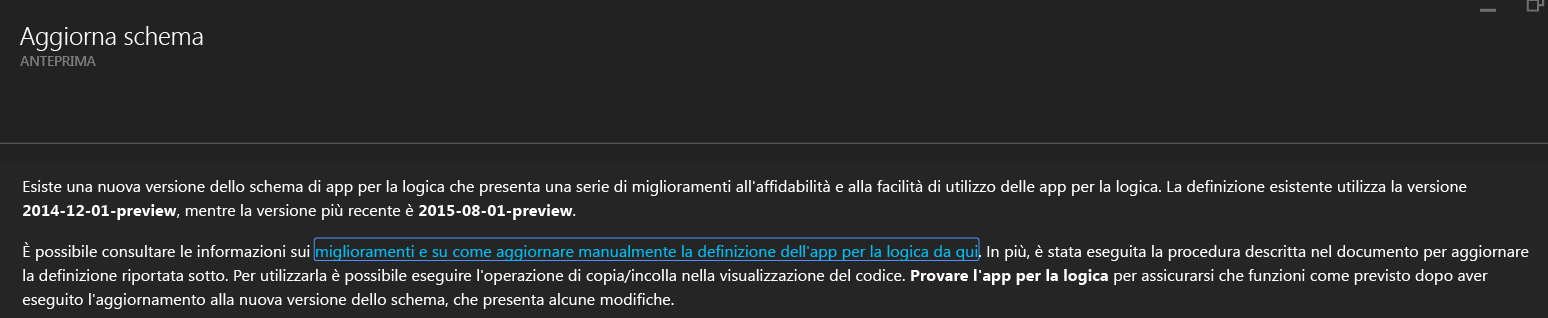 Aggiorna schema
ANTEPRIMA
Esiste una nuova versione dello schema di app per la logica che presenta una serie di miglioramenti all'affidabilità e alla facilità di utilizzo delle app per la logica. La definizione esistente utilizza la versione
2014-12-01-preview, mentre la versione più recente è 2015-08-01-preview.
È possibile consultare le informazioni sui miglioramenti e su come aggiornare manualmente la definizione dell'app per la logica da qui. In più, è stata eseguita la procedura descritta nel documento per aggiornare
la definizione riportata sotto. Per utilizzarla è possibile eseguire l'operazione di copia/incolla nella visualizzazione del codice. Provare l'app per la logica per assicurarsi che funzioni come previsto dopo aver
eseguito l'aggiornamento alla nuova versione dello schema, che presenta alcune modifiche.